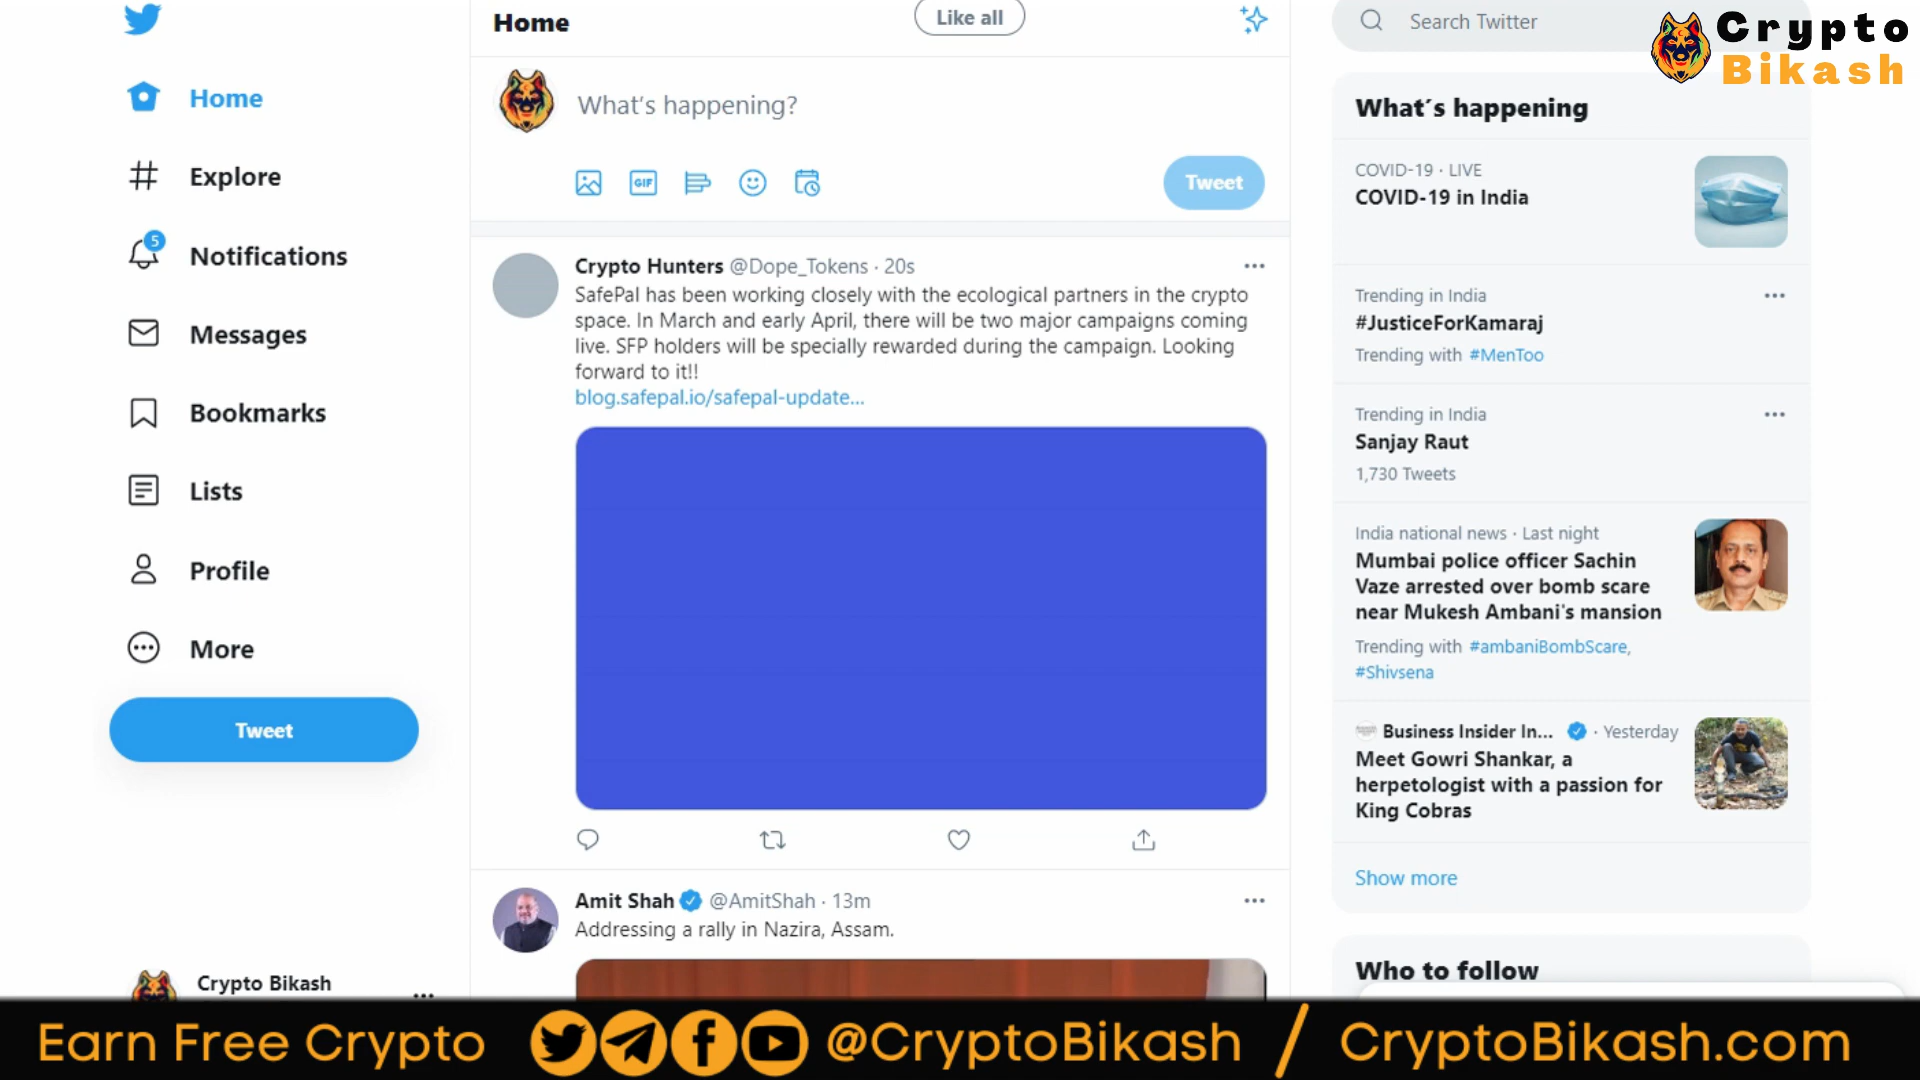 Home
Explore
5
Notifications
Messages
Bookmarks
Lists
Profile
More
Tweet
Crypto Bikash
Home
Like all
What's happening?
GIF
Tweet
Crypto Hunters @Dope_Tokens · 20s
SafePal has been working closely with the ecological partners in the crypto
space. In March and early April, there will be two major campaigns coming
live. SFP holders will be specially rewarded during the campaign. Looking
forward to it!!
blog.safepal.io/safepal-update...
Amit Shah @AmitShah · 13m
Addressing a rally in Nazira, Assam.
Search Twitter
Crypto
Bikash
What's happening
COVID-19 · LIVE
COVID-19 in India
Trending in India
#JusticeForKamaraj
Trending with #MenToo
Trending in India
Sanjay Raut
1,730 Tweets
India national news · Last night
Mumbai police officer Sachin
Vaze arrested over bomb scare
near Mukesh Ambani's mansion
Trending with #ambaniBombScare,
#Shivsena
Business Insider In... · Yesterday
Meet Gowri Shankar, a
herpetologist with a passion for
King Cobras
Show more
Who to follow
Earn Free Crypto @CryptoBikash / CryptoBikash.com